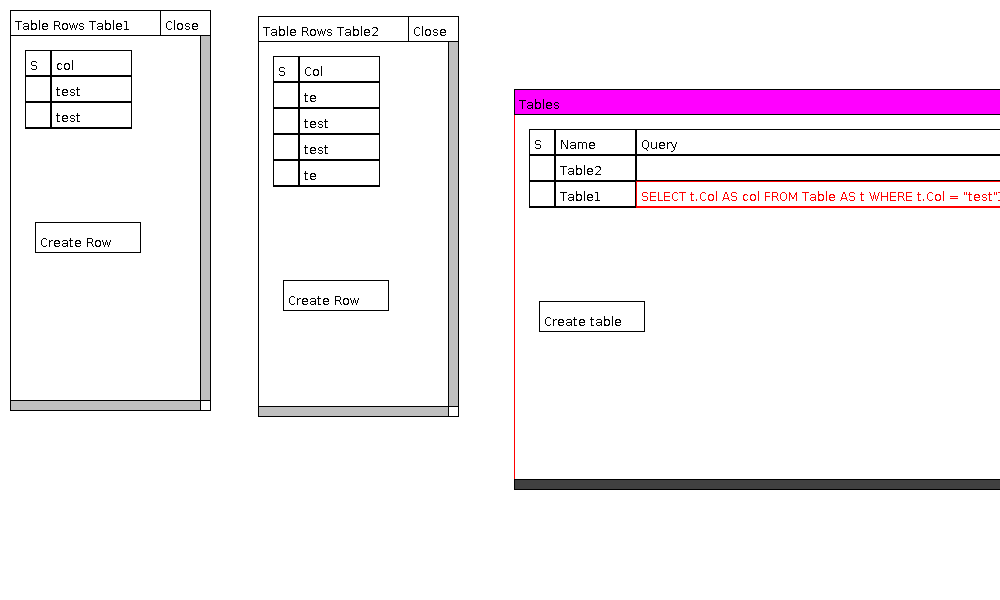 Table Rows Table1 Close
S col
test
test
Create Row
Table Rows Table2 Close
S Col
te
test
test
te
Create Row
Tables
S Name Query
Table2
Table1 SELECT t.Col AS col FROM Table AS t WHERE t.Col = "test"
Create table